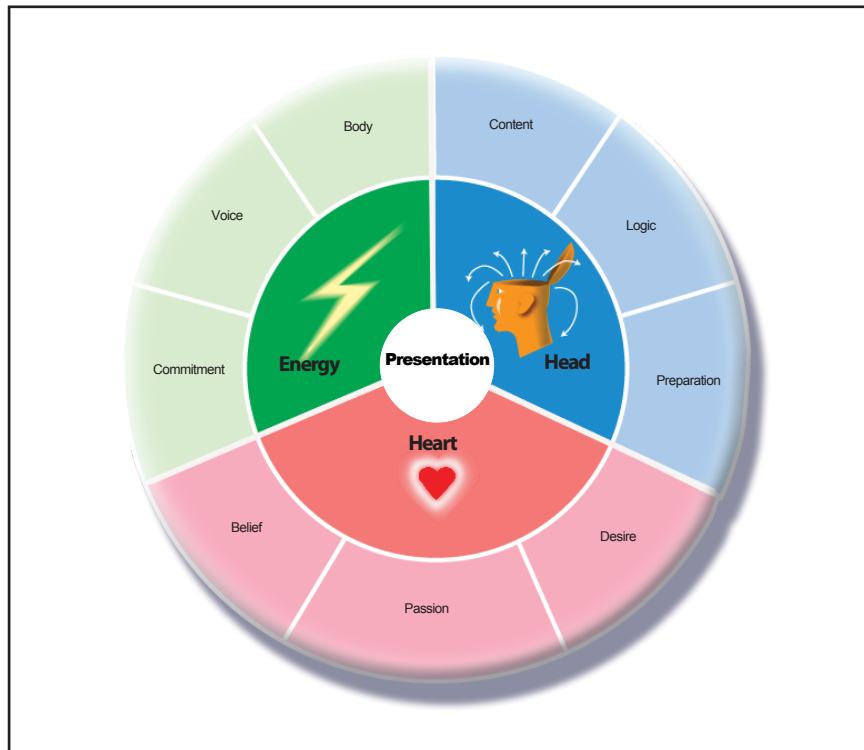 Body
Content
Voice
Logic
Energy
Presentation
Head
Commitment
Preparation
Heart
Belief
Desire
Passion